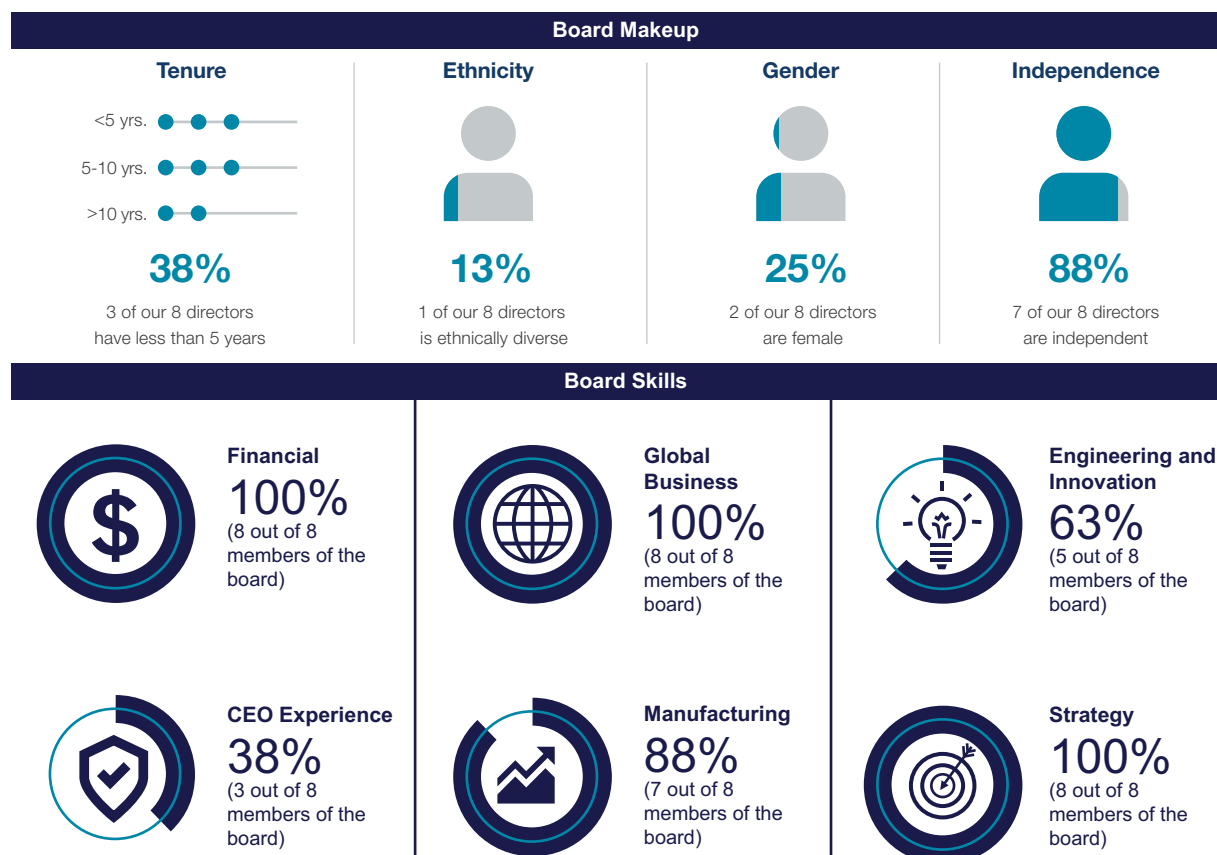 Board Makeup
Tenure
<5 yrs.
5-10 yrs.
>10 yrs.
38%
3 of our 8 directors
have less than 5 years
Ethnicity
13%
1 of our 8 directors
is ethnically diverse
Gender
25%
2 of our 8 directors
are female
Independence
88%
7 of our 8 directors
are independent
Board Skills
$
Financial
100%
(8 out of 8
members of the
board)
Global
Business
100%
(8 out of 8
members of the
board)
Engineering and
Innovation
63%
(5 out of 8
members of the
board)
CEO Experience
38%
(3 out of 8
members of the
board)
Manufacturing
88%
(7 out of 8
members of the
board)
Strategy
100%
(8 out of 8
members of the
board)